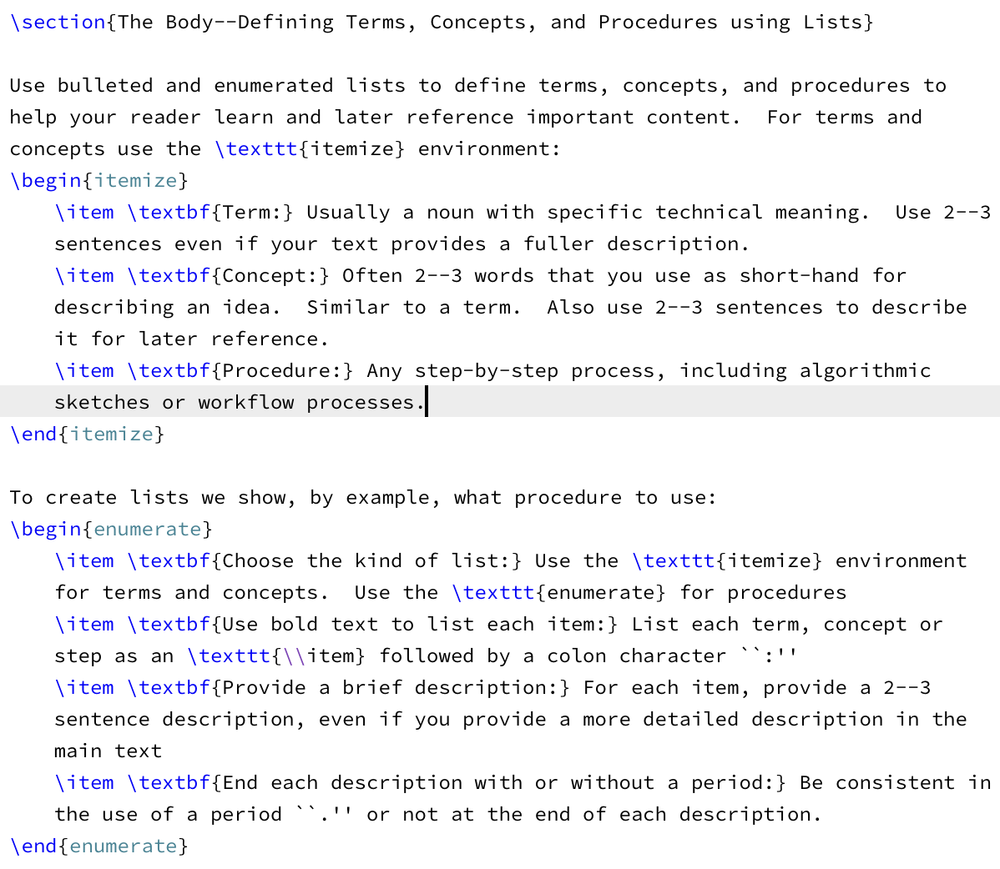 \section{The Body--Defining Terms, Concepts, and Procedures using Lists}
Use bulleted and enumerated lists to define terms, concepts, and procedures to
help your reader learn and later reference important content.  For terms and
concepts use the \texttt{itemize} environment:
\begin{itemize}
\item \textbf{Term:} Usually a noun with specific technical meaning.  Use 2--3
sentences even if your text provides a fuller description.
\item \textbf{Concept:} Often 2--3 words that you use as short-hand for
describing an idea.  Similar to a term.  Also use 2--3 sentences to describe
it for later reference.
\item \textbf{Procedure:} Any step-by-step process, including algorithmic
sketches or workflow processes.
\end{itemize}
To create lists we show, by example, what procedure to use:
\begin{enumerate}
\item \textbf{Choose the kind of list:} Use the \texttt{itemize} environment
for terms and concepts.  Use the \texttt{enumerate} for procedures
\item \textbf{Use bold text to list each item:} List each term, concept or
step as an \texttt{\\item} followed by a colon character ``:''
\item \textbf{Provide a brief description:} For each item, provide a 2--3
sentence description, even if you provide a more detailed description in the
main text
\item \textbf{End each description with or without a period:} Be consistent in
the use of a period ``.'' or not at the end of each description.
\end{enumerate}